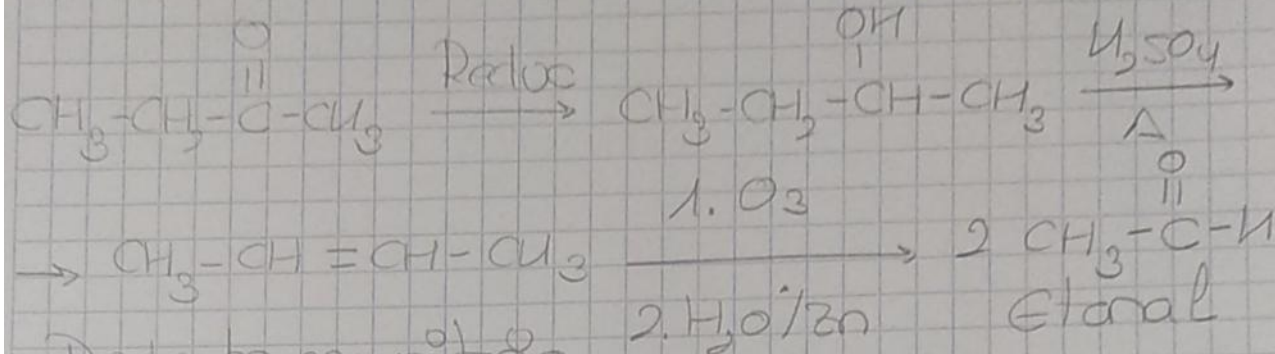 O OH
|| |
CH3-CH2-C-CH3 Reduc → CH3-CH2-CH-CH3 H2SO4 →
Δ
1. O3 O
||
→ CH3-CH=CH-CH3 → 2 CH3-C-H
2. H2O/Zn Etanal